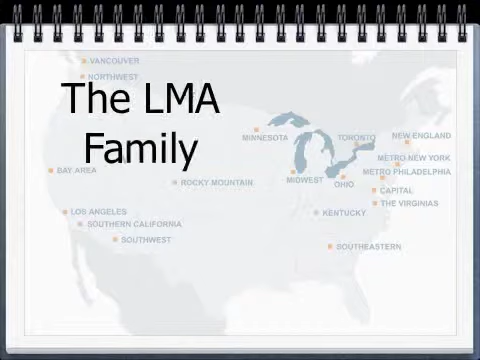 The LMA
Family
VANCOUVER
NORTHWEST
MINNESOTA
TORONTO
NEW ENGLAND
METRO NEW YORK
METRO PHILADELPHIA
BAY AREA
ROCKY MOUNTAIN
MIDWEST
OHIO
CAPITAL
THE VIRGINIAS
LOS ANGELES
KENTUCKY
SOUTHERN CALIFORNIA
SOUTHWEST
SOUTHEASTERN